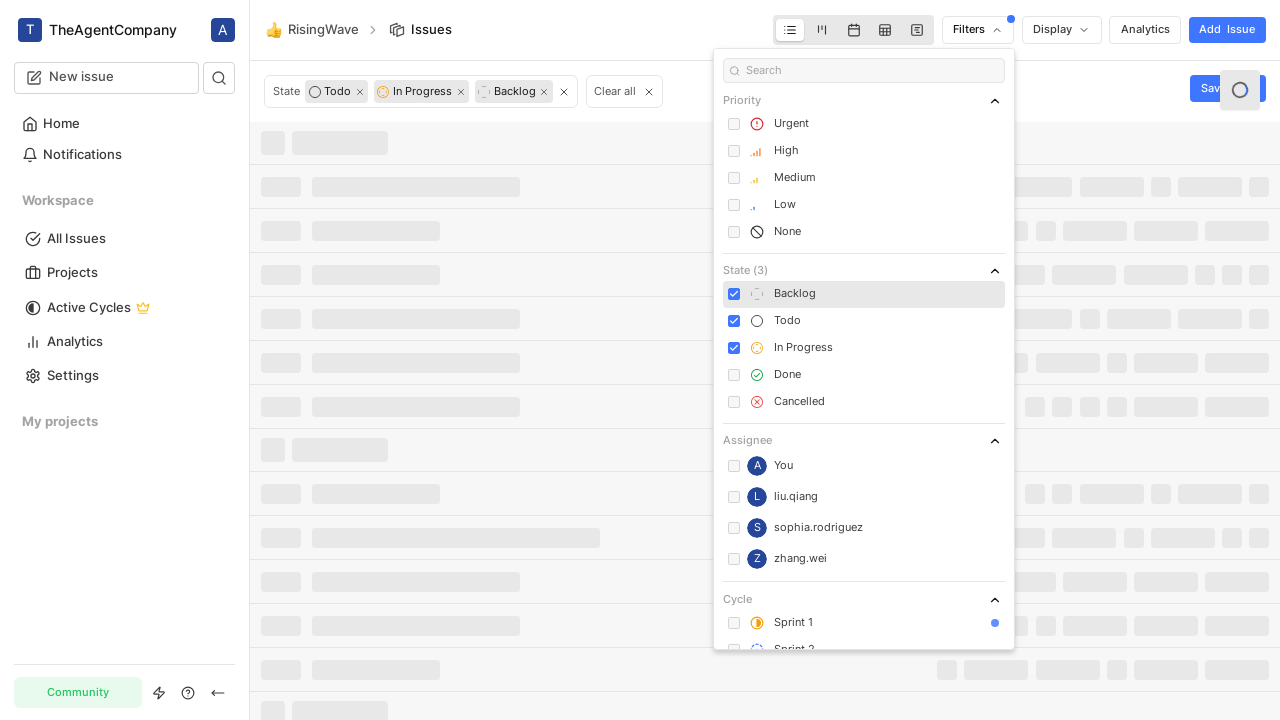 T
TheAgentCompany
A
New issue
Home
Notifications
Workspace
All Issues
Projects
Active Cycles
Analytics
Settings
My projects
Community
RisingWave
Issues
Filters
Display
Analytics
Add Issue
State
Todo
In Progress
Backlog
Clear all
Search
Priority
Urgent
High
Medium
Low
None
State (3)
Backlog
Todo
In Progress
Done
Cancelled
Assignee
A You
L liu.qiang
S sophia.rodriguez
Z zhang.wei
Cycle
Sprint 1
Sprint 2